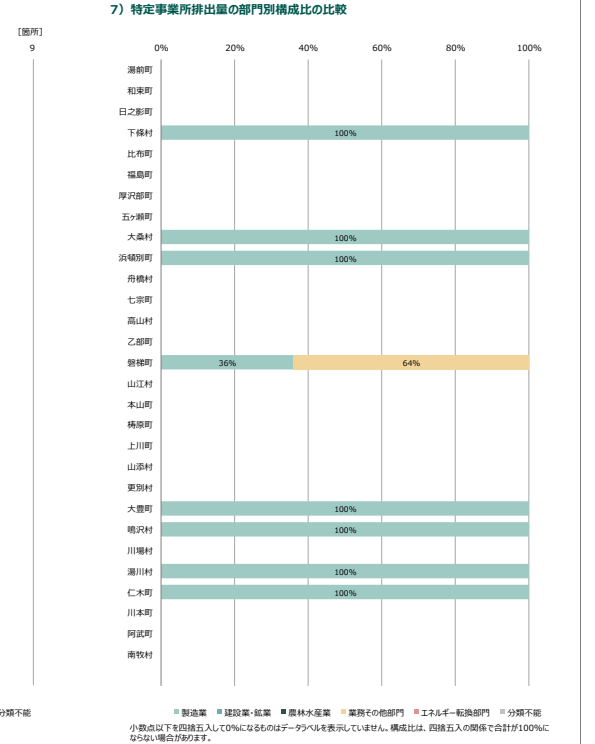 7）特定事業所排出量の部門別構成比の比較
[箇所]
9
0% 20% 40% 60% 80% 100%
湯前町
和束町
日之影町
下條村 100%
比布町
福島町
厚沢部町
五ヶ瀬町
大桑村 100%
浜頓別町 100%
舟橋村
七宗町
高山村
乙部町
磐梯町 36% 64%
山江村
本山町
梼原町
上川町
山添村
更別村
大豊町 100%
鳴沢村 100%
川場村
湯川村 100%
仁木町 100%
川本町
阿武町
南牧村
分類不能
製造業 建設業・鉱業 農林水産業 業務その他部門 エネルギー転換部門 分類不能
小数点以下を四捨五入して0%になるものはデータラベルを表示していません。構成比は、四捨五入の関係で合計が100%に
ならない場合があります。